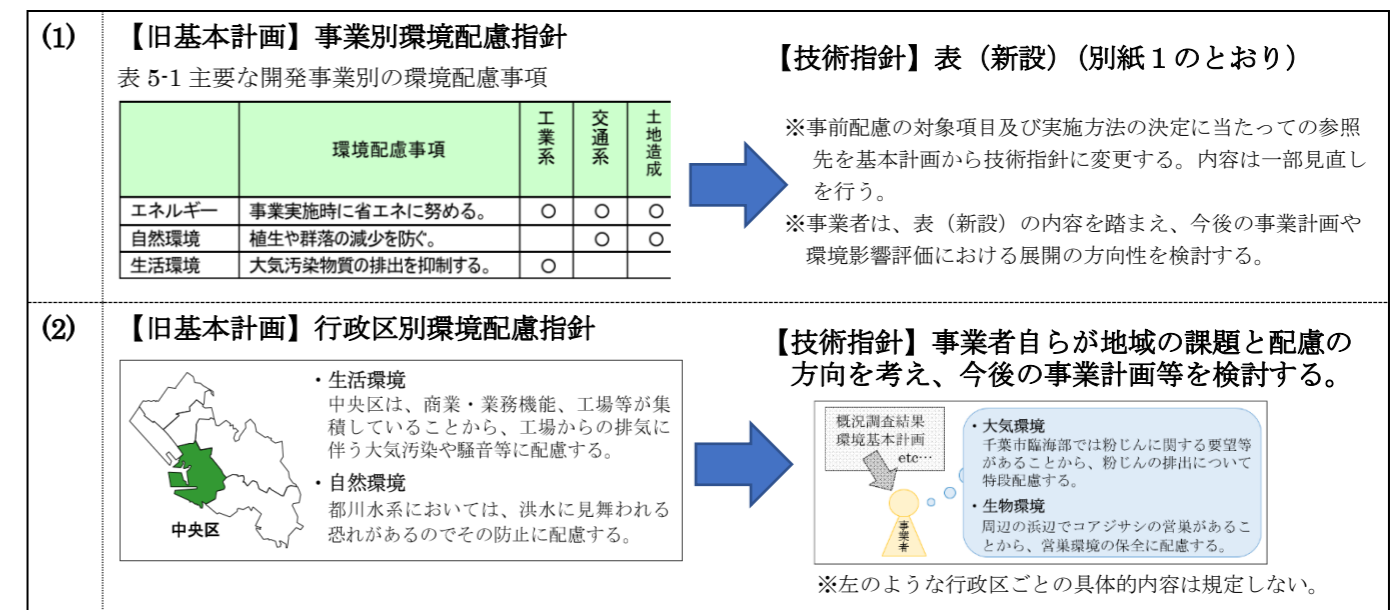 (1)
【旧基本計画】事業別環境配慮指針
表 5-1 主要な開発事業別の環境配慮事項
環境配慮事項
工業系
交通系
土地造成
エネルギー 事業実施時に省エネに努める。 ○ ○ ○
自然環境 植生や群落の減少を防ぐ。 ○ ○
生活環境 大気汚染物質の排出を抑制する。 ○
【技術指針】表（新設）（別紙１のとおり）
※事前配慮の対象項目及び実施方法の決定に当たっての参照
先を基本計画から技術指針に変更する。内容は一部見直し
を行う。
※事業者は、表（新設）の内容を踏まえ、今後の事業計画や
環境影響評価における展開の方向性を検討する。
(2)
【旧基本計画】行政区別環境配慮指針
中央区
・生活環境
中央区は、商業・業務機能、工場等が集
積していることから、工場からの排気に
伴う大気汚染や騒音等に配慮する。
・自然環境
都川水系においては、洪水に見舞われる
恐れがあるのでその防止に配慮する。
【技術指針】事業者自らが地域の課題と配慮の
方向を考え、今後の事業計画等を検討する。
概況調査結果
環境基本計画
etc…
事業者
・大気環境
千葉市臨海部では粉じんに関する要望等
があることから、粉じんの排出について
特段配慮する。
・生物環境
周辺の浜辺でコアジサシの営巣があるこ
とから、営巣環境の保全に配慮する。
※左のような行政区ごとの具体的内容は規定しない。